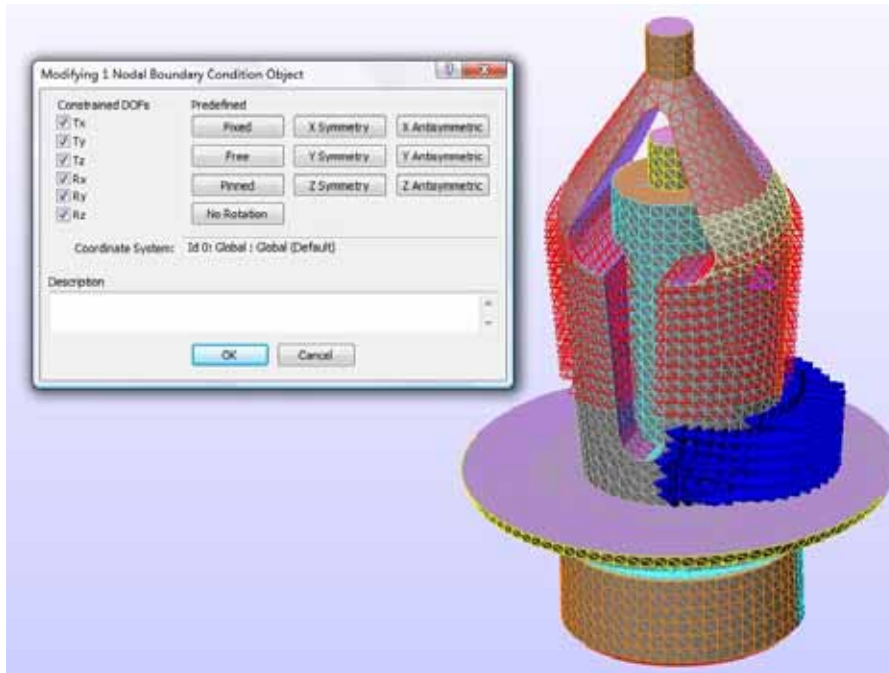 Modifying 1 Nodal Boundary Condition Object
Constrained DOFs
Predefined
Tx
Ty
Tz
Rx
Ry
Rz
Fixed
X Symmetry
X Antisymmetric
Free
Y Symmetry
Y Antisymmetric
Pinned
Z Symmetry
Z Antisymmetric
No Rotation
Coordinate System: Id 0: Global : Global (Default)
Description
OK
Cancel